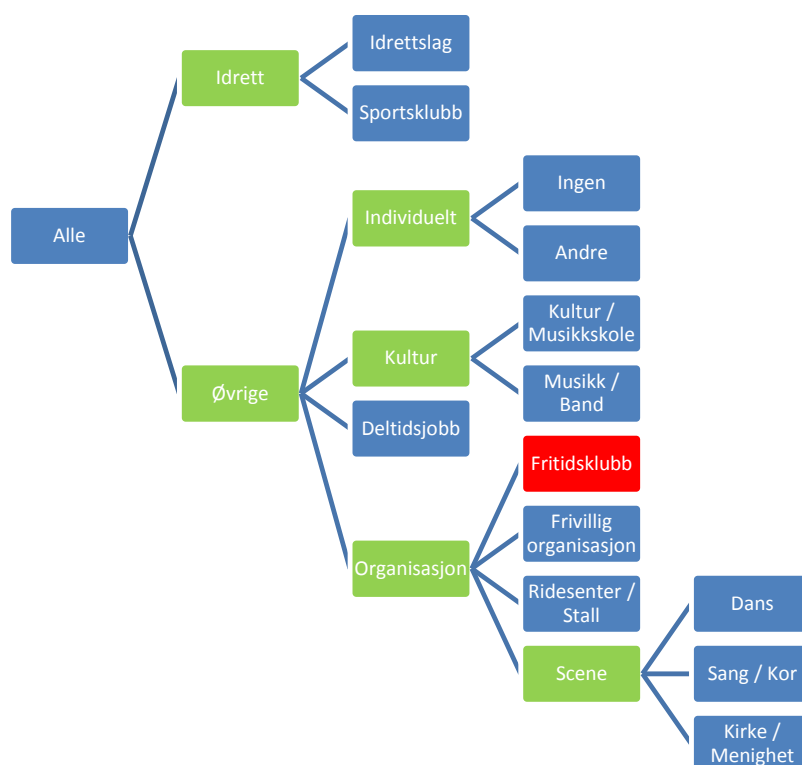 Idrettslag
Idrett
Sportsklubb
Ingen
Individuelt
Alle
Andre
Kultur /
Musikkskole
Kultur
Musikk /
Band
Øvrige
Deltidsjobb
Fritidsklubb
Frivillig
organisasjon
Organisasjon
Ridesenter /
Stall
Dans
Scene
Sang / Kor
Kirke /
Menighet